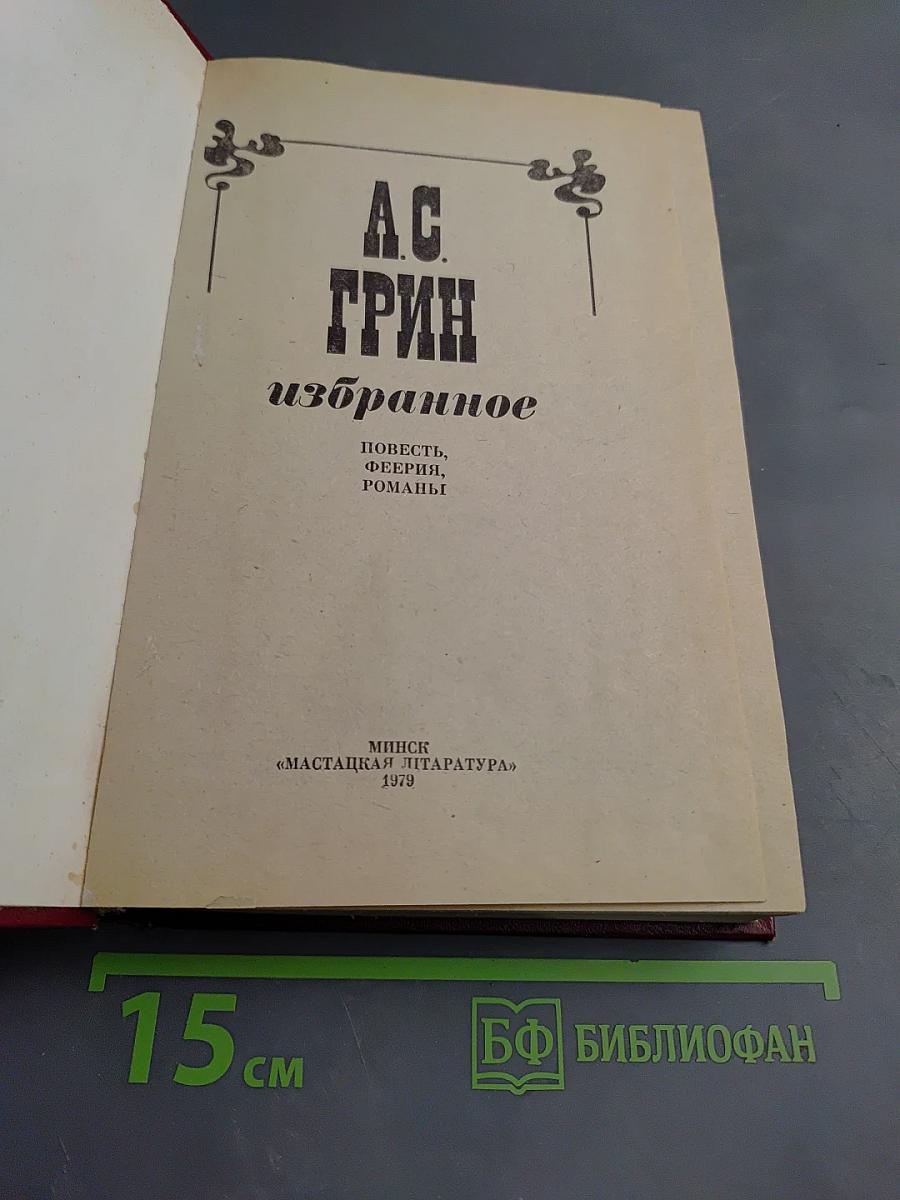 А. С.
ГРИН
избранное
ПОВЕСТЬ,
ФЕЕРИЯ,
РОМАНЫ
МИНСК
«МАСТАЦКАЯ ЛІТАРАТУРА»
1979
15 см
БФ БИБЛИОФАН